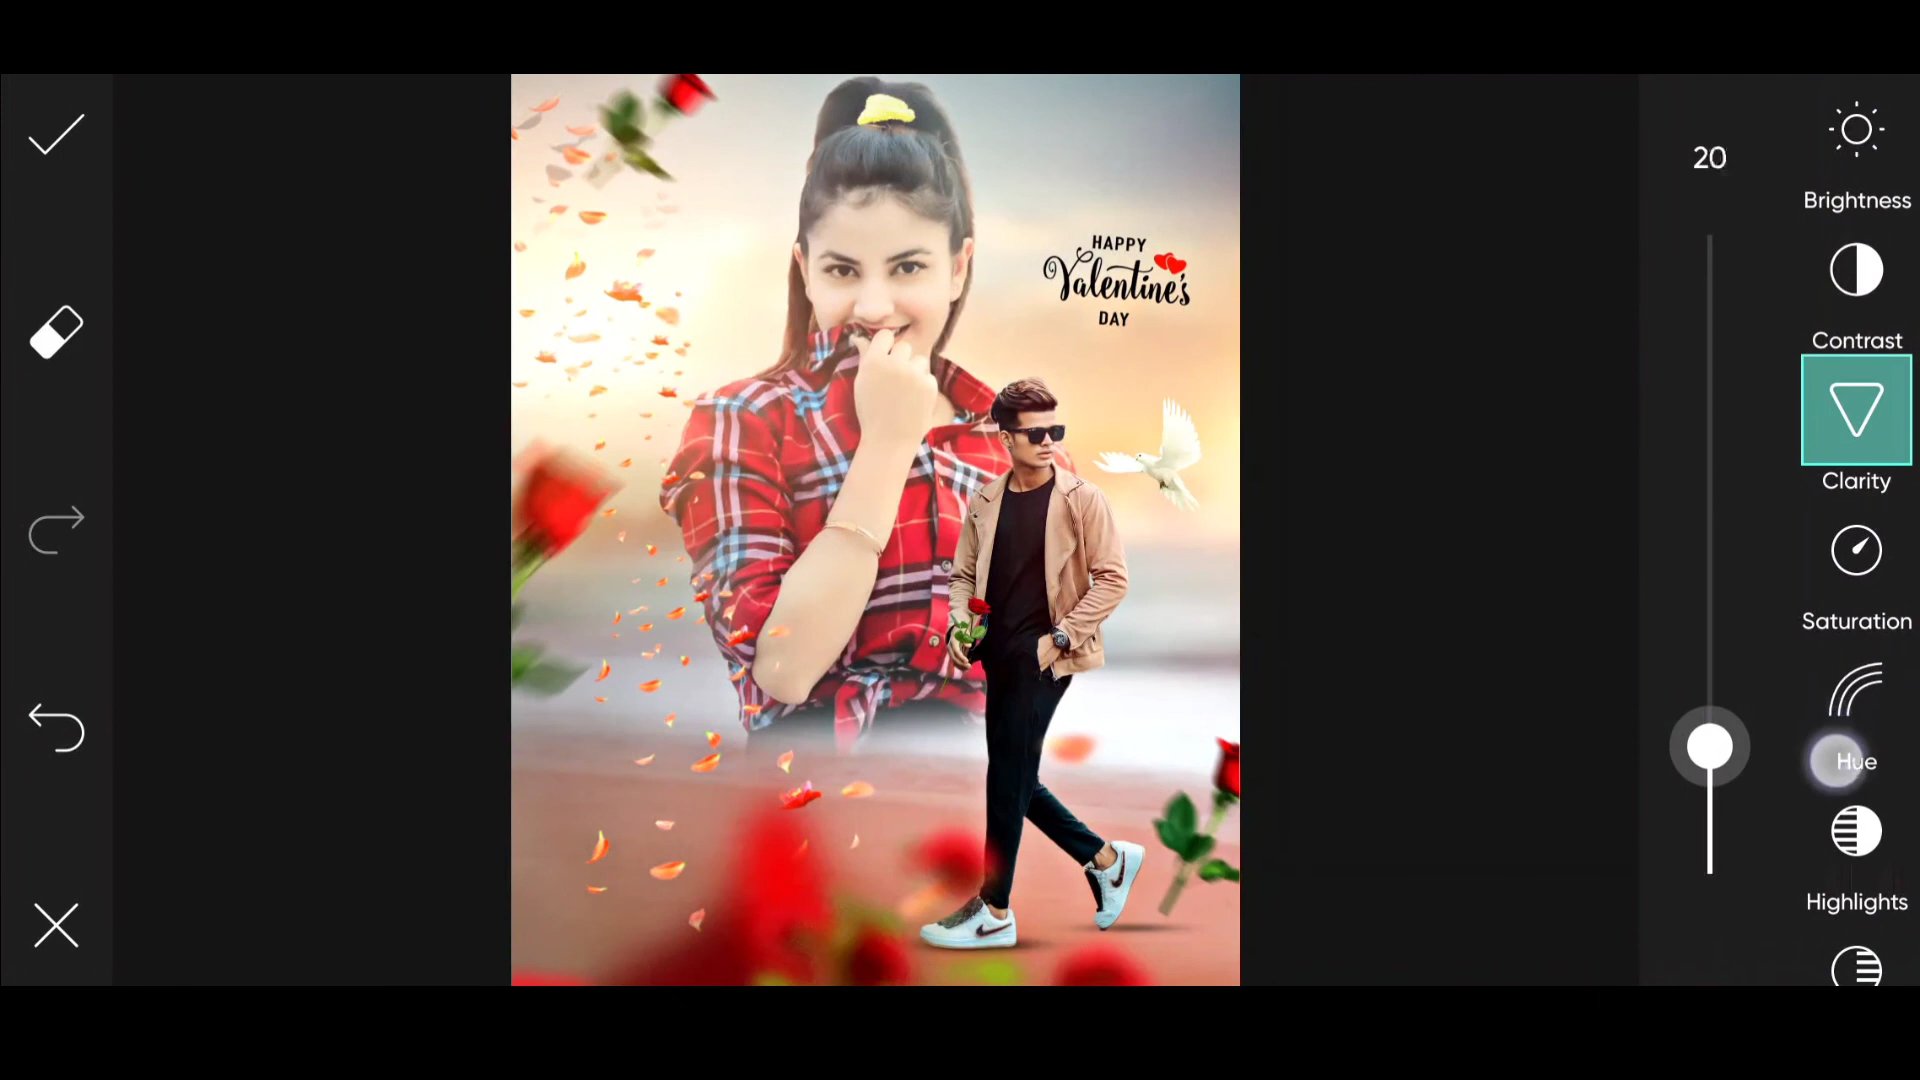 20
Brightness
Contrast
Clarity
Saturation
Hue
Highlights
HAPPY
Valentine's
DAY